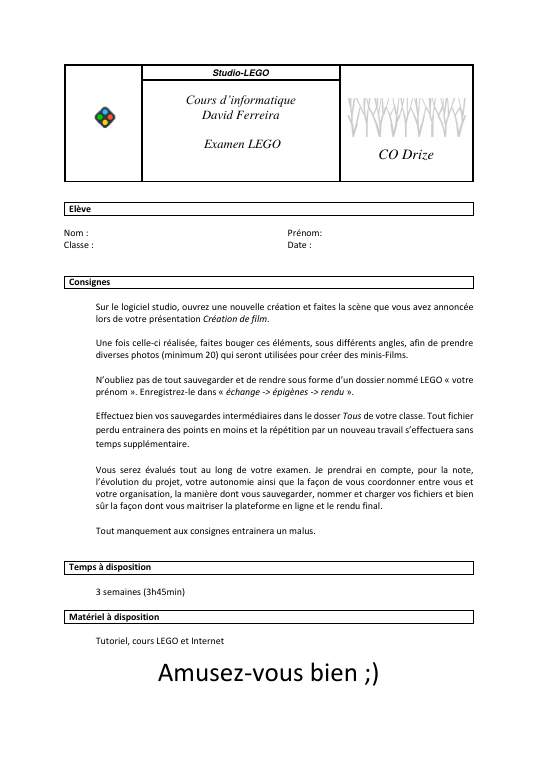 Studio-LEGO
Cours d'informatique
David Ferreira
Examen LEGO
CO Drize
Elève
Nom :
Prénom:
Classe :
Date :
Consignes
Sur le logiciel studio, ouvrez une nouvelle création et faites la scène que vous avez annoncée
lors de votre présentation Création de film.
Une fois celle-ci réalisée, faites bouger ces éléments, sous différents angles, afin de prendre
diverses photos (minimum 20) qui seront utilisées pour créer des minis-Films.
N'oubliez pas de tout sauvegarder et de rendre sous forme d'un dossier nommé LEGO « votre
prénom ». Enregistrez-le dans « échange -> épigènes -> rendu ».
Effectuez bien vos sauvegardes intermédiaires dans le dosser Tous de votre classe. Tout fichier
perdu entrainera des points en moins et la répétition par un nouveau travail s'effectuera sans
temps supplémentaire.
Vous serez évalués tout au long de votre examen. Je prendrai en compte, pour la note,
l'évolution du projet, votre autonomie ainsi que la façon de vous coordonner entre vous et
votre organisation, la manière dont vous sauvegarder, nommer et charger vos fichiers et bien
sûr la façon dont vous maitriser la plateforme en ligne et le rendu final.
Tout manquement aux consignes entrainera un malus.
Temps à disposition
3 semaines (3h45min)
Matériel à disposition
Tutoriel, cours LEGO et Internet
Amusez-vous bien ;)